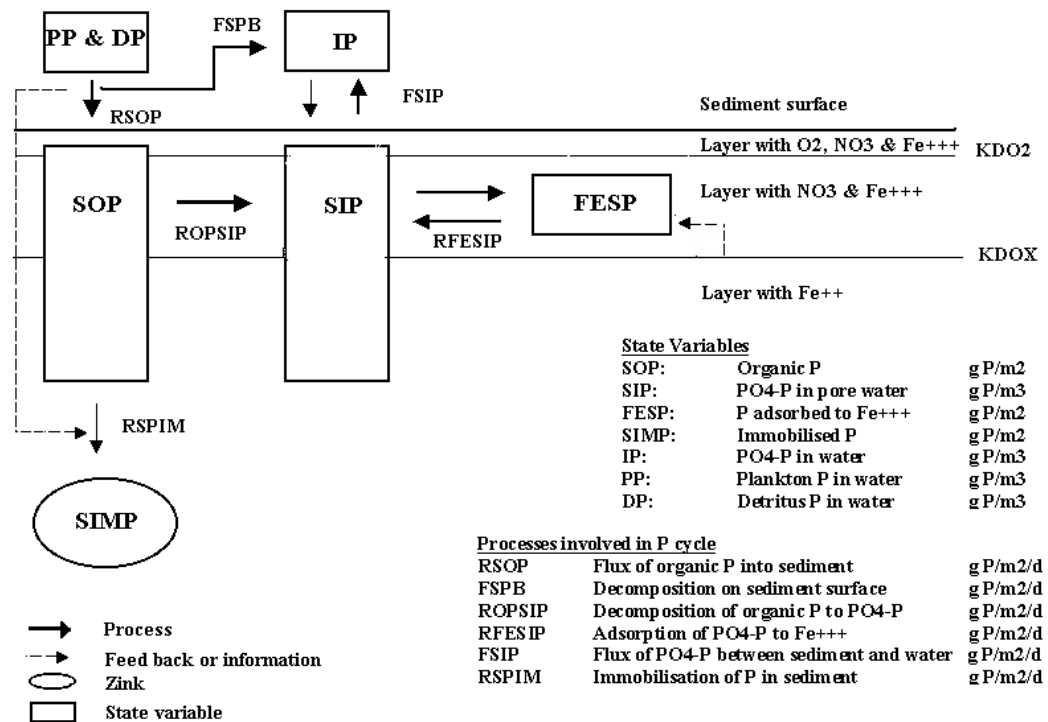 FSPB
PP & DP
IP
FSIP
RSOP
Sediment surface
Layer with O2, NO3 & Fe+++
KDO2
Layer with NO3 & Fe+++
SOP
SIP
FESP
ROPSIP
RFESIP
KDOX
Layer with Fe++
State Variables
SOP: Organic P g P/m2
SIP: PO4-P in pore water g P/m3
FESP: P adsorbed to Fe+++ g P/m2
SIMP: Immobilised P g P/m2
IP: PO4-P in water g P/m3
PP: Plankton P in water g P/m3
DP: Detritus P in water g P/m3
RSPIM
SIMP
Processes involved in P cycle
RSOP Flux of organic P into sediment g P/m2/d
FSPB Decomposition on sediment surface g P/m2/d
ROPSIP Decomposition of organic P to PO4-P g P/m2/d
RFESIP Adsorption of PO4-P to Fe+++ g P/m2/d
FSIP Flux of PO4-P between sediment and water g P/m2/d
RSPIM Immobilisation of P in sediment g P/m2/d
Process
Feed back or information
Zink
State variable